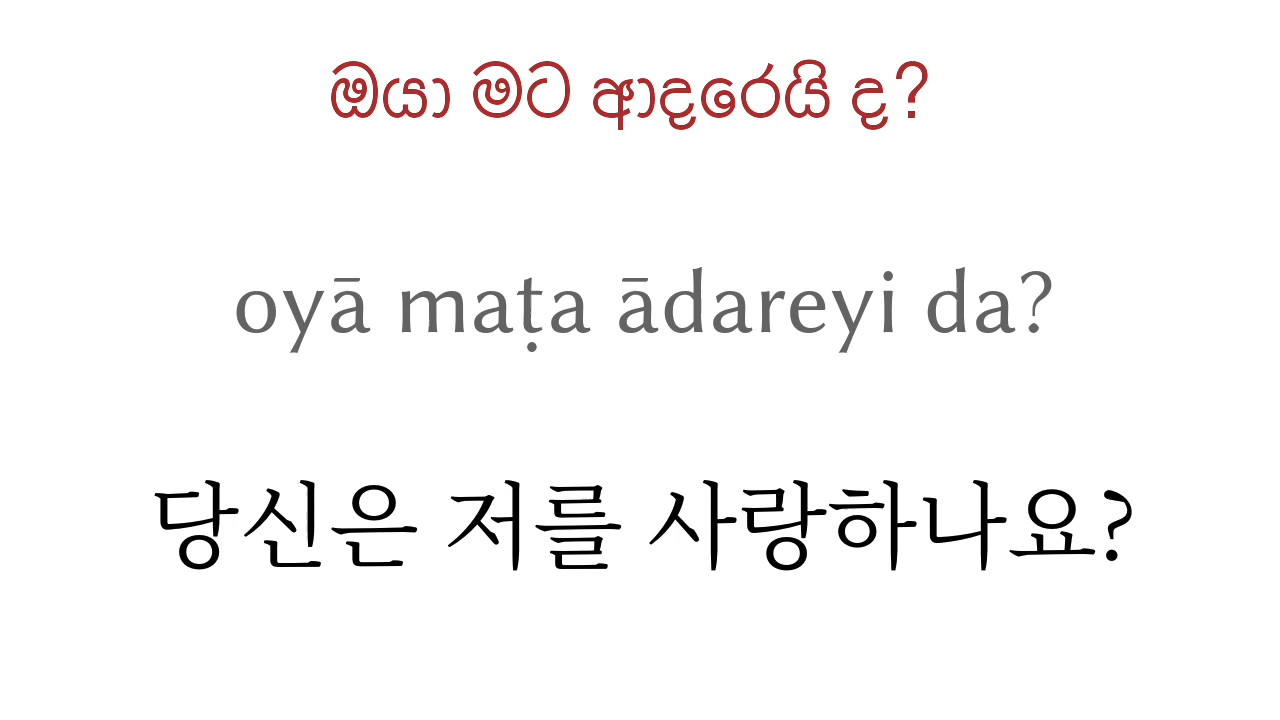 ඔයා මට ආදරෙයි ද?
oyā maṭa ādareyi da?
당신은 저를 사랑하나요?